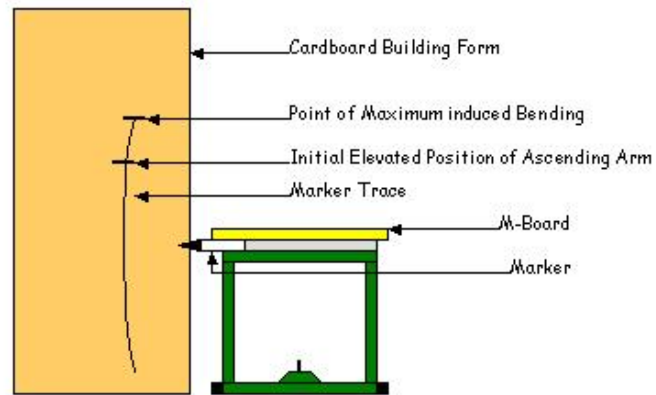 Cardboard Building Form
Point of Maximum induced Bending
Initial Elevated Position of Ascending Arm
Marker Trace
M-Board
Marker